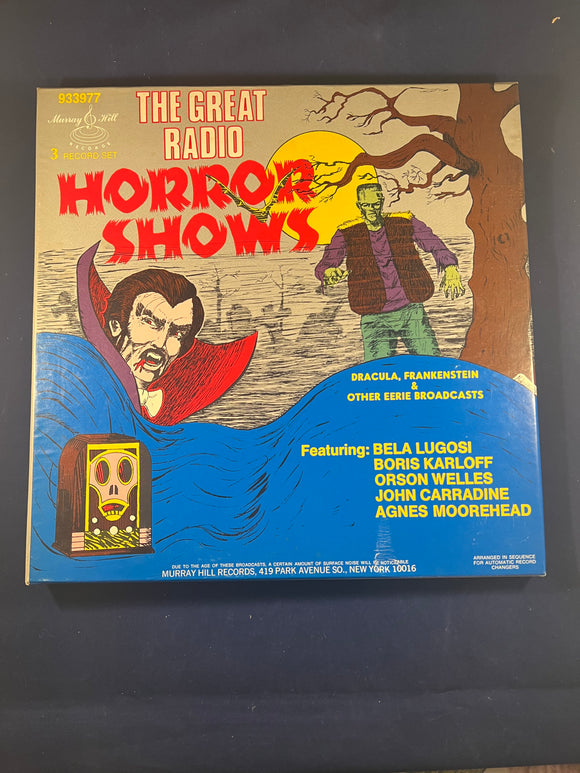 933977
Murray Hill
RECORDS
3 RECORD SET
THE GREAT
RADIO
HORROR
SHOWS
DRACULA, FRANKENSTEIN
&
OTHER EERIE BROADCASTS
Featuring: BELA LUGOSI
BORIS KARLOFF
ORSON WELLES
JOHN CARRADINE
AGNES MOOREHEAD
DUE TO THE AGE OF THESE BROADCASTS, A CERTAIN AMOUNT OF SURFACE NOISE WILL BE NOTICEABLE
MURRAY HILL RECORDS, 419 PARK AVENUE SO., NEW YORK 10016
ARRANGED IN SEQUENCE
FOR AUTOMATIC RECORD
CHANGERS